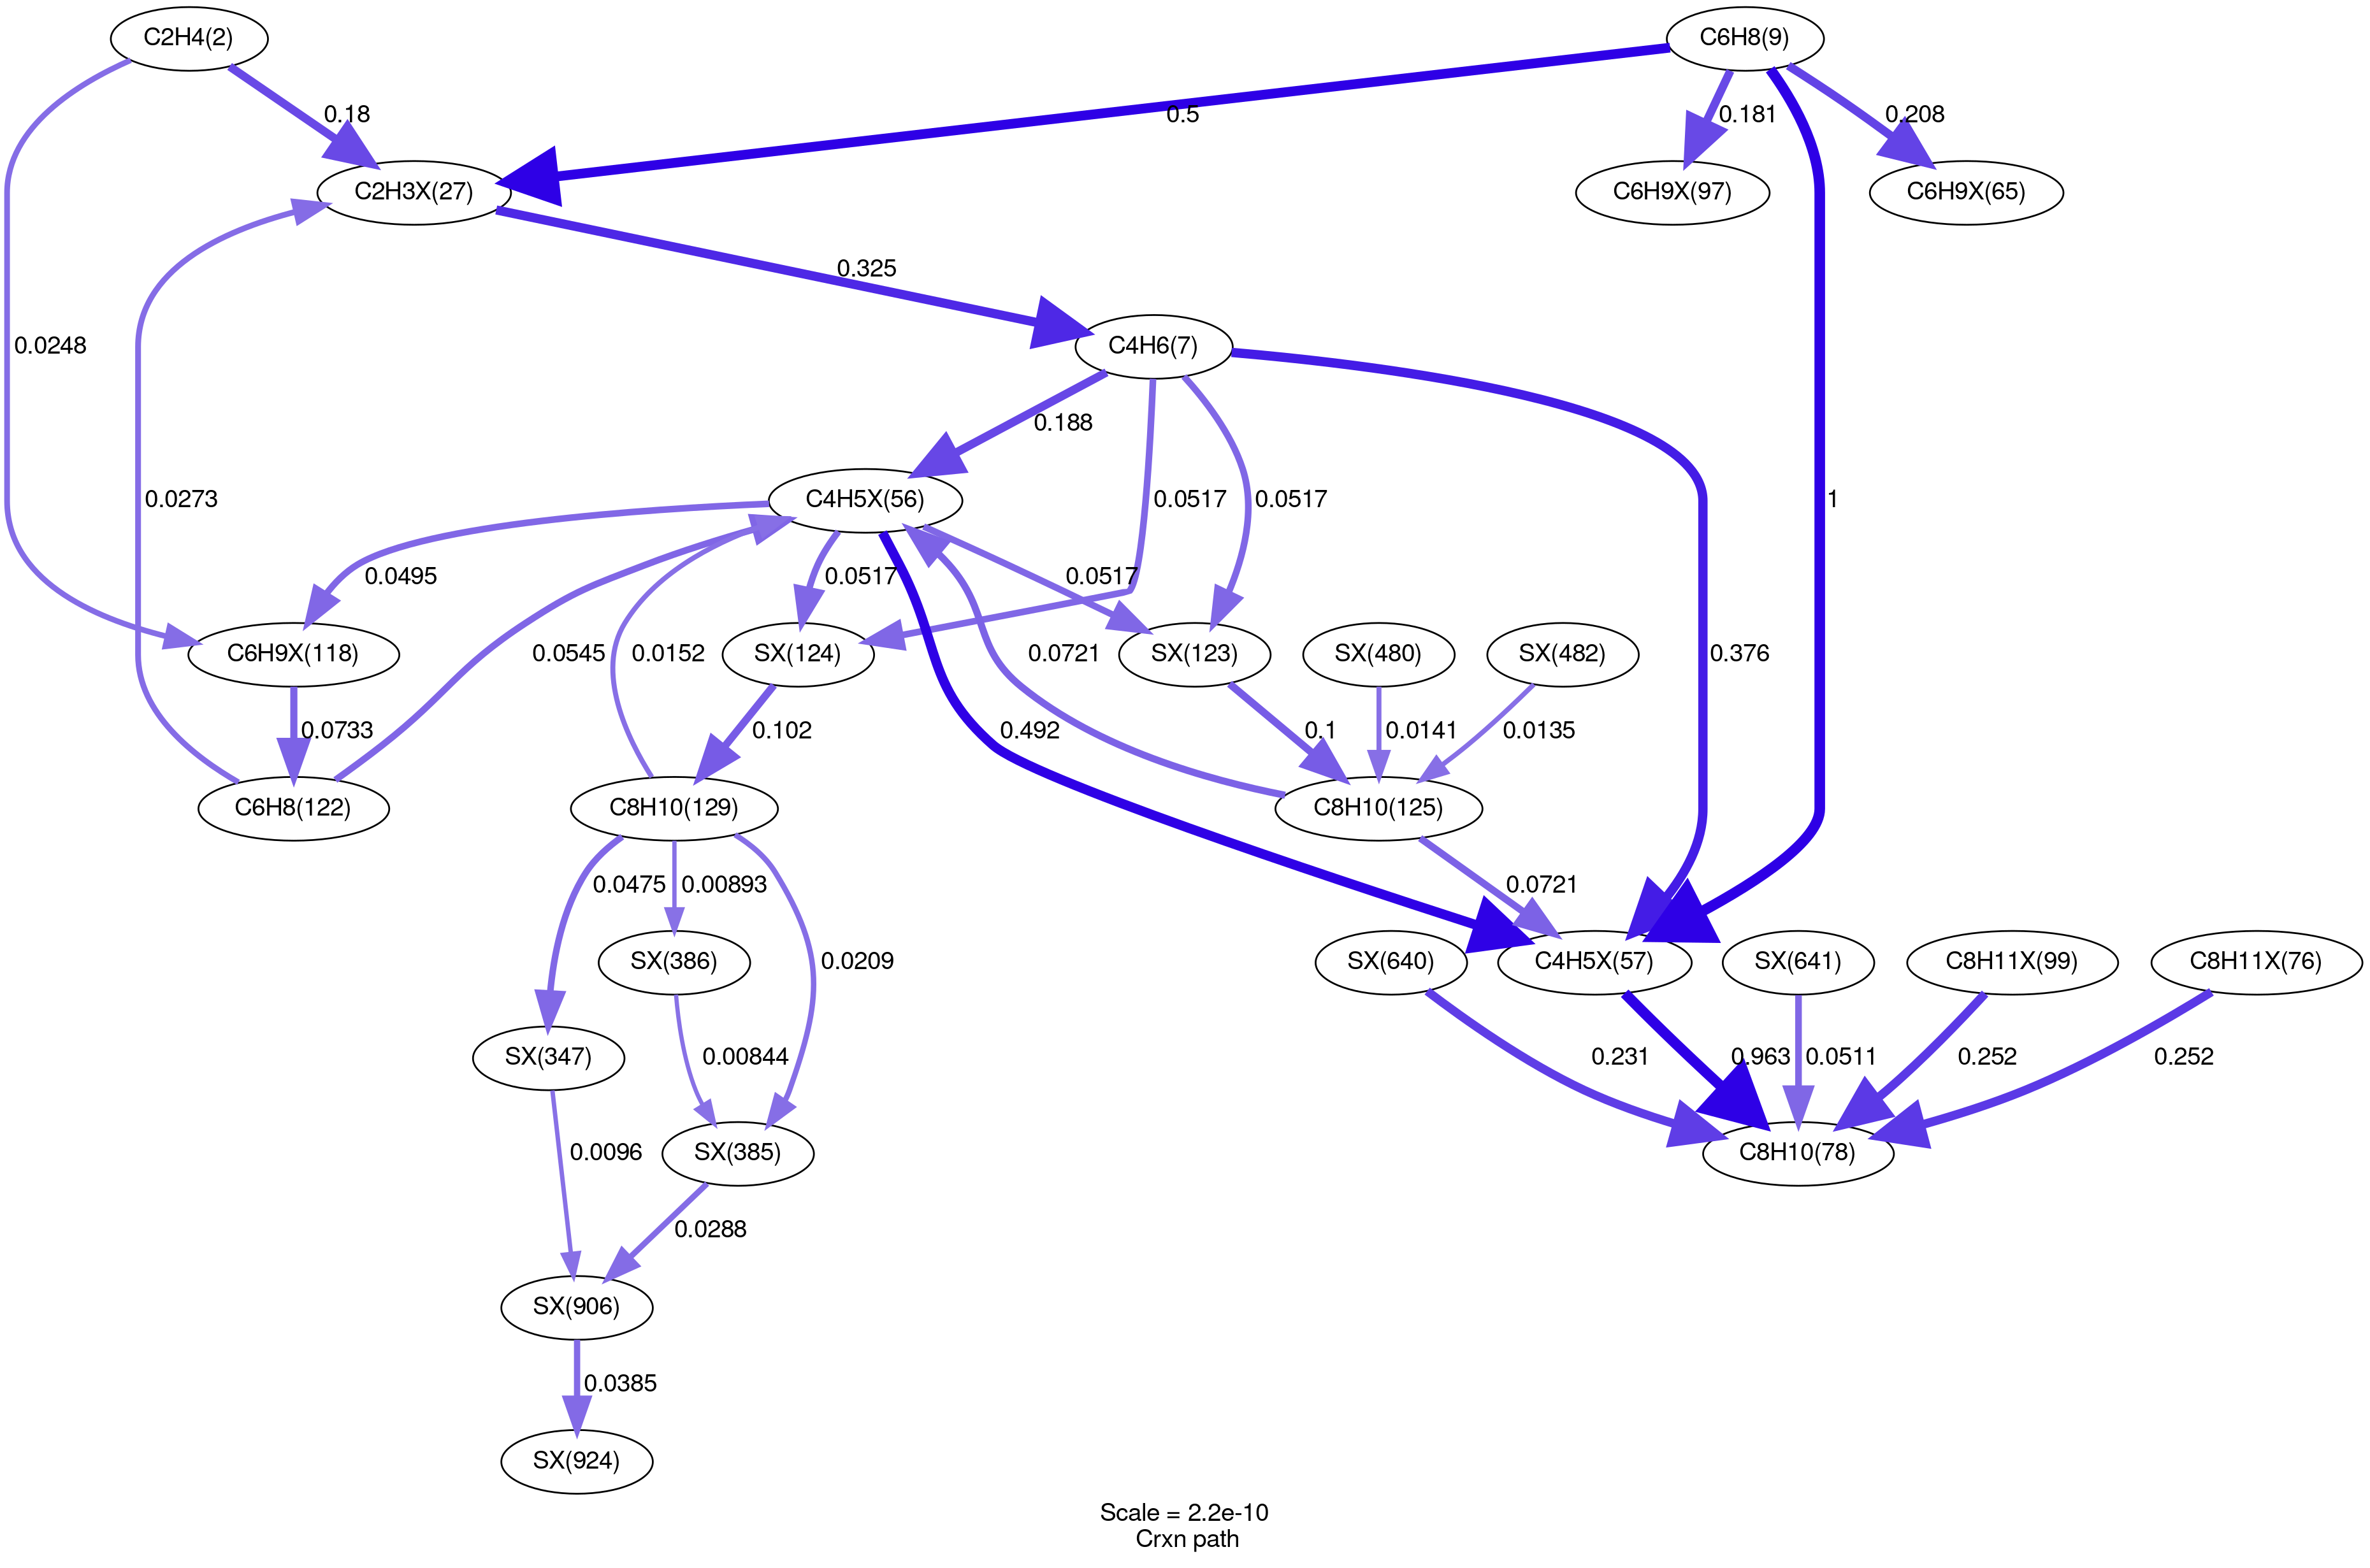 C2H4(2)
C6H8(9)
0.18
0.5
0.181
0.208
C2H3X(27)
C6H9X(97)
C6H9X(65)
0.325
0.0248
C4H6(7)
0.188
0.0273
C4H5X(56)
0.0517
0.0517
1
0.0495
0.0517
0.0517
0.0545
0.0152
0.0721
0.376
C6H9X(118)
SX(124)
SX(123)
SX(480)
SX(482)
0.0733
0.102
0.492
0.1
0.0141
0.0135
C6H8(122)
C8H10(129)
C8H10(125)
0.0475
0.00893
0.0721
0.0209
SX(386)
SX(640)
C4H5X(57)
SX(641)
C8H11X(99)
C8H11X(76)
SX(347)
0.00844
0.231
0.963
0.0511
0.252
0.252
0.0096
SX(385)
C8H10(78)
0.0288
SX(906)
0.0385
SX(924)
Scale = 2.2e-10
Crxn path